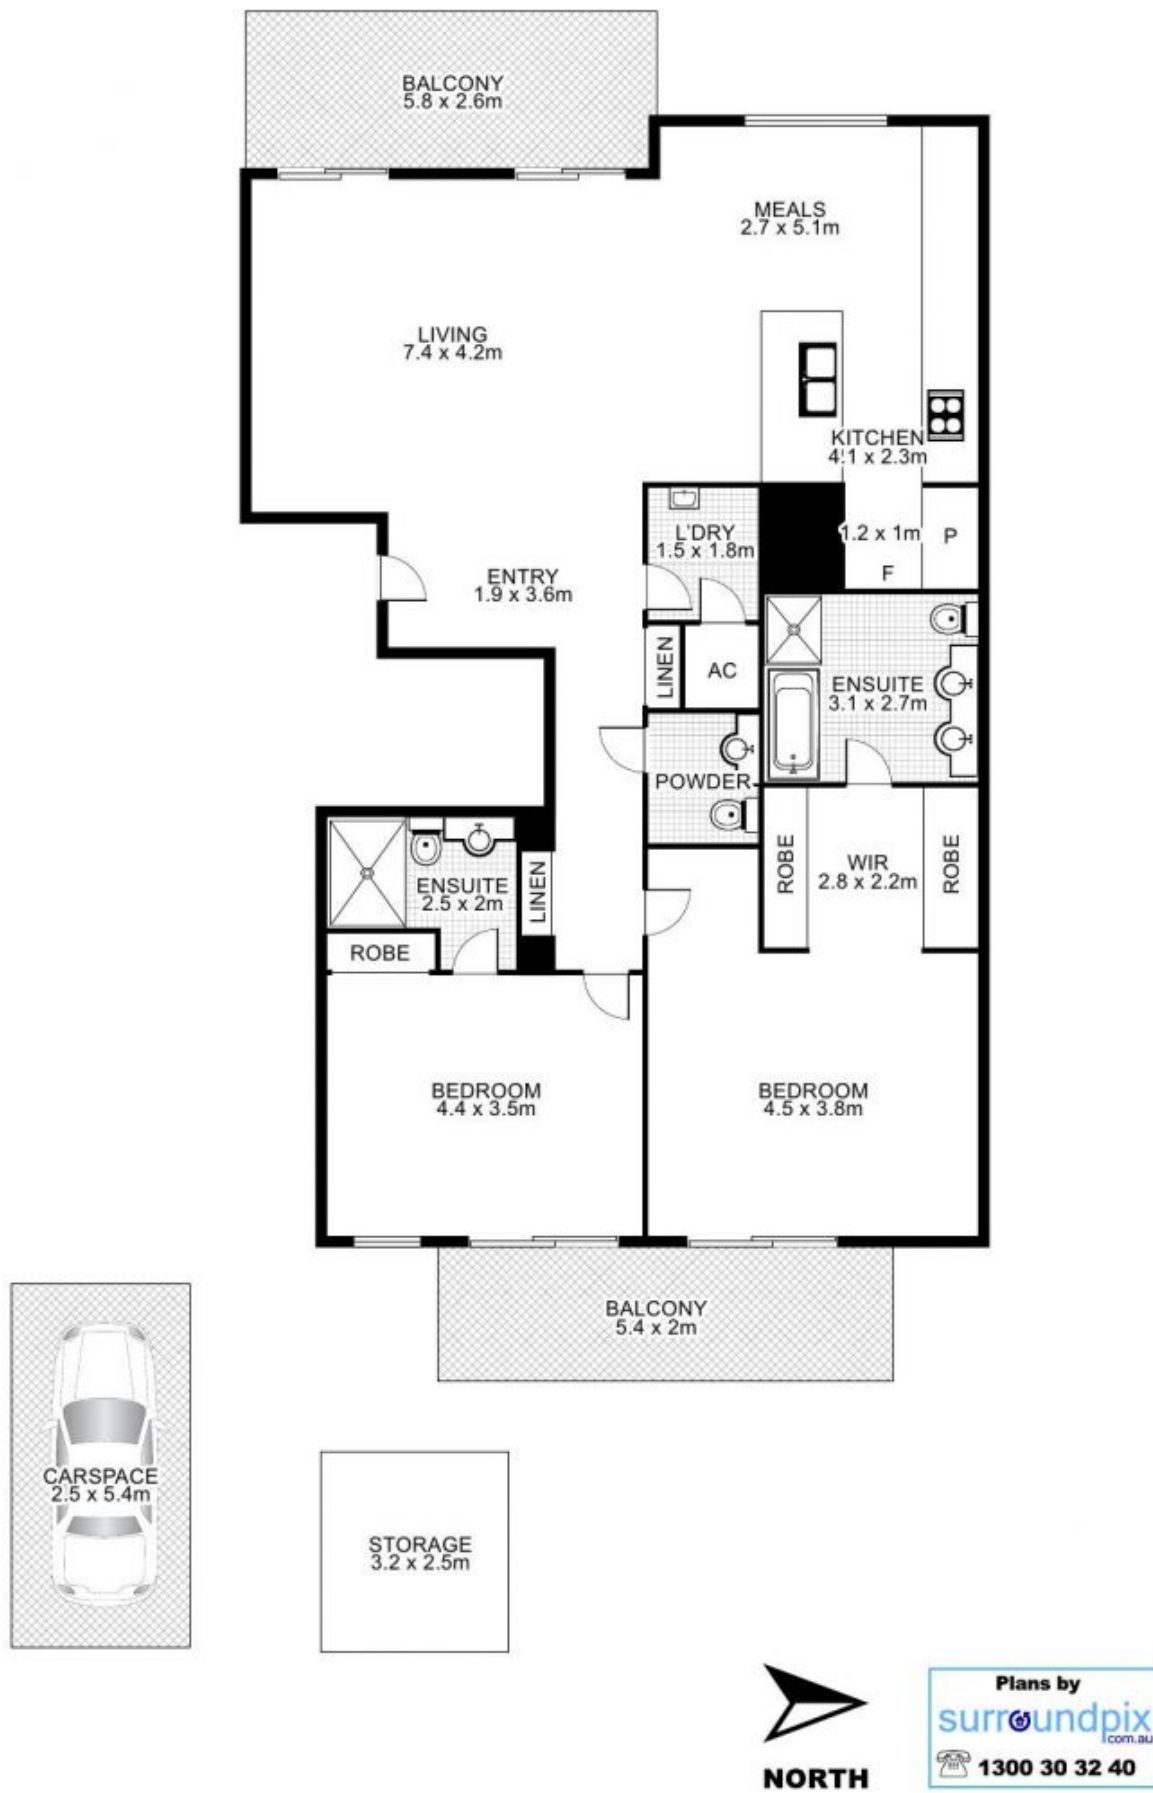 BALCONY
5.8 x 2.6m
MEALS
2.7 x 5.1m
LIVING
7.4 x 4.2m
KITCHEN
4.1 x 2.3m
L'DRY
1.5 x 1.8m
1.2 x 1m
P
F
ENTRY
1.9 x 3.6m
LINEN
AC
ENSUITE
3.1 x 2.7m
POWDER
ROBE
WIR
2.8 x 2.2m
ROBE
ENSUITE
2.5 x 2m
LINEN
ROBE
BEDROOM
4.4 x 3.5m
BEDROOM
4.5 x 3.8m
BALCONY
5.4 x 2m
CARSPACE
2.5 x 5.4m
STORAGE
3.2 x 2.5m
NORTH
Plans by
surroundpix
com.au
1300 30 32 40